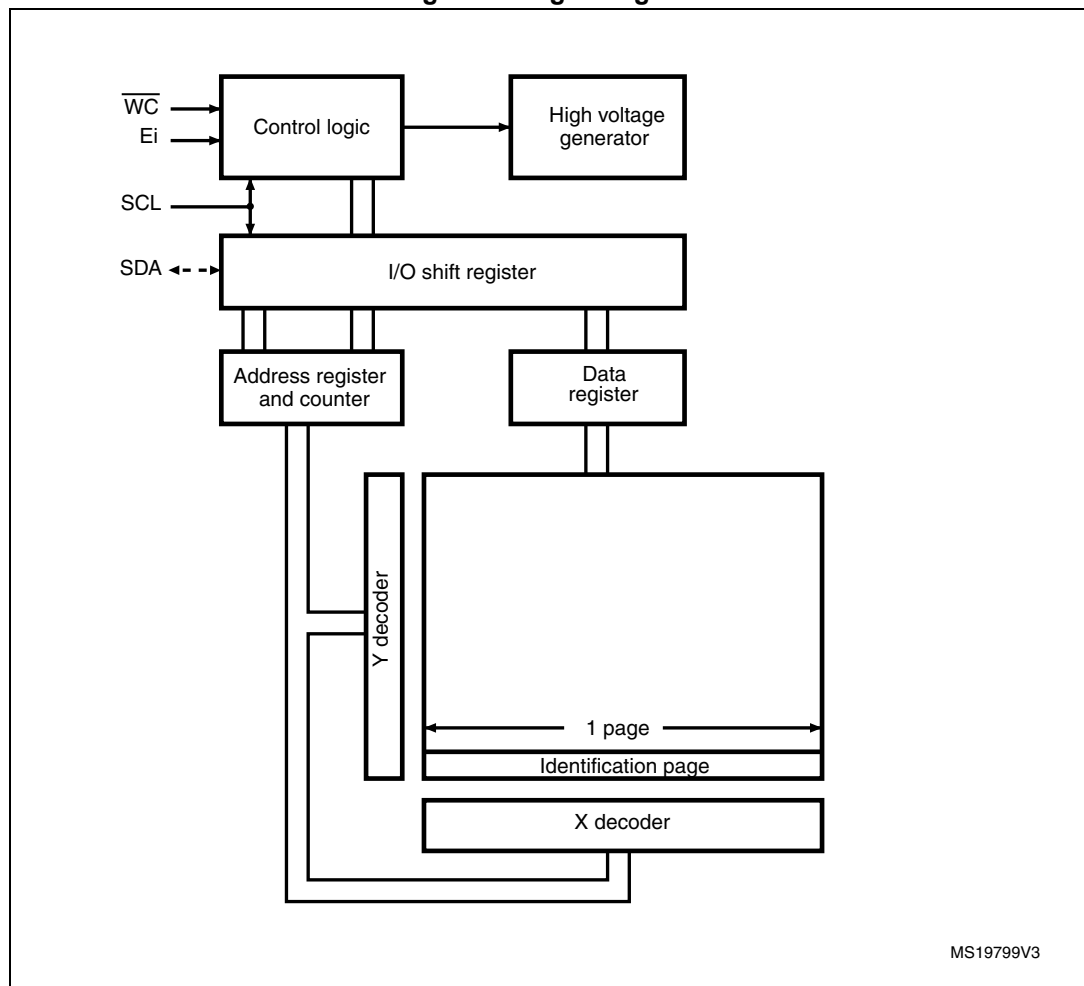 WC
Control logic
High voltage
generator
Ei
SCL
SDA
I/O shift register
Address register
and counter
Data
register
Y decoder
1 page
Identification page
X decoder
MS19799V3